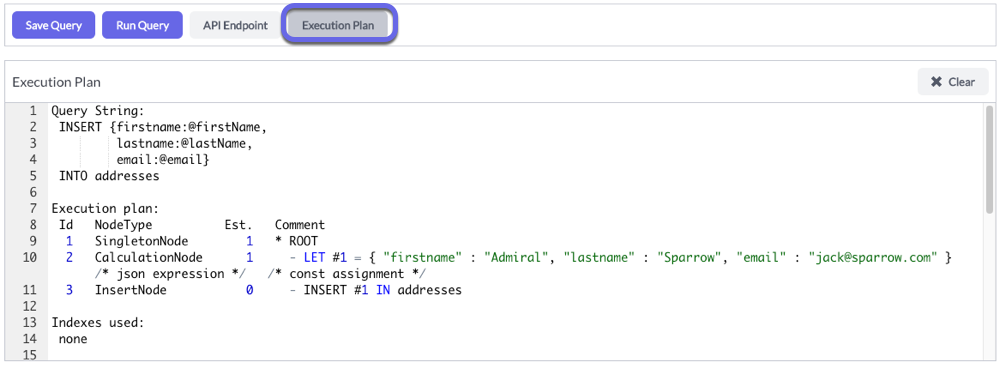 Save Query Run Query API Endpoint Execution Plan
Execution Plan Clear
1 Query String:
2 INSERT {firstname:@firstName,
3 lastname:@lastName,
4 email:@email}
5 INTO addresses
6
7 Execution plan:
8 Id NodeType Est. Comment
9 1 SingletonNode 1 * ROOT
10 2 CalculationNode 1 - LET #1 = { "firstname" : "Admiral", "lastname" : "Sparrow", "email" : "jack@sparrow.com" }
/* json expression */ /* const assignment */
11 3 InsertNode 0 - INSERT #1 IN addresses
12
13 Indexes used:
14 none
15